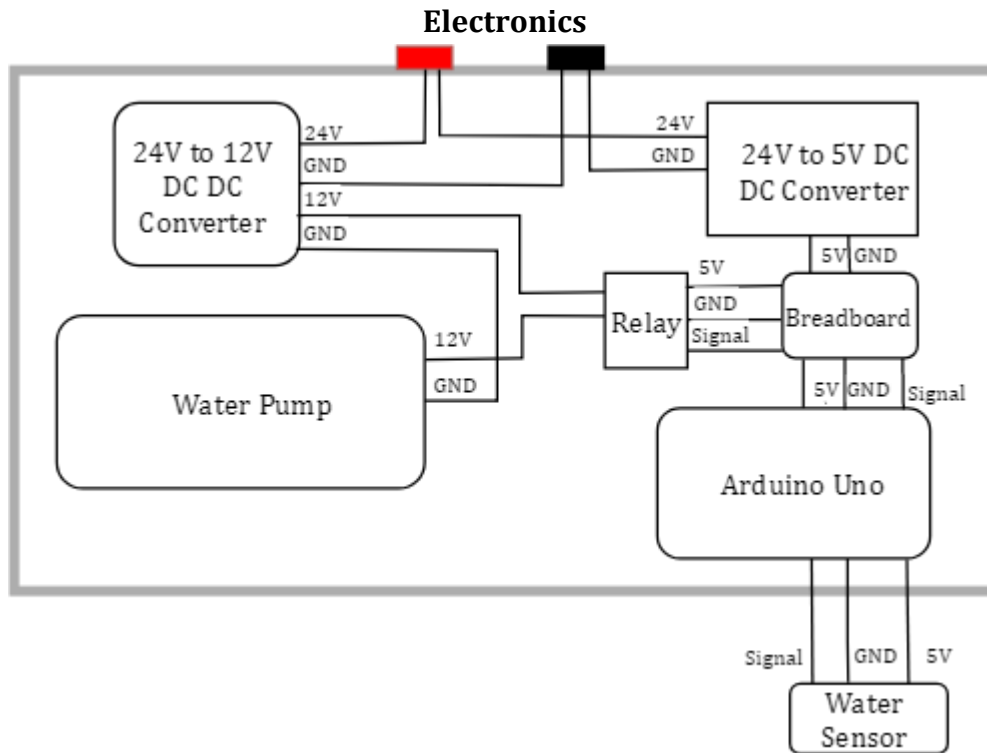 Electronics
24V to 12V
DC DC
Converter
24V
GND
12V
GND
24V
GND
24V to 5V DC
DC Converter
5V GND
Relay
5V
GND
Signal
Breadboard
Water Pump
12V
GND
5V GND Signal
Arduino Uno
Signal GND 5V
Water
Sensor